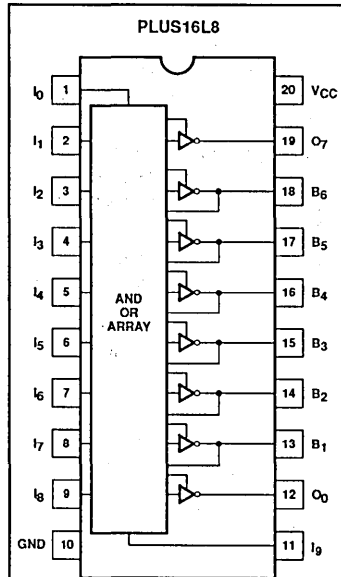 PLUS16L8
I0 1 20 VCC
I1 2 19 O7
I2 3 18 B6
I3 4 17 B5
I4 5 16 B4
AND
OR
ARRAY
I5 6 15 B3
I6 7 14 B2
I7 8 13 B1
I8 9 12 O0
GND 10 11 I9